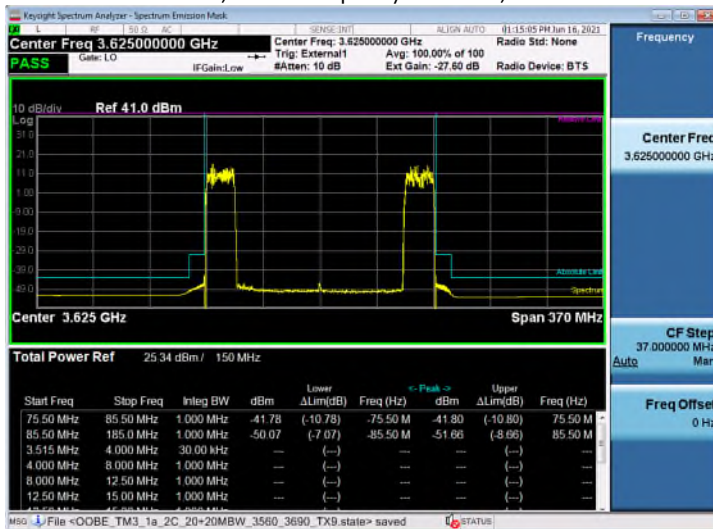 Keysight Spectrum Analyzer - Spectrum Emission Mask
L RF 50 Ω AC SENSE:INT ALIGN AUTO 01:15:05 PM Jun 16, 2021
Center Freq 3.625000000 GHz
Center Freq: 3.625000000 GHz Radio Std: None
PASS Gate: LO Trig: External1 Avg: 100.00% of 100
IFGain:Low #Atten: 10 dB Ext Gain: -27.60 dB Radio Device: BTS
10 dB/div Ref 41.0 dBm
Log
31.0
21.0
11.0
1.00
-9.00
-19.0
-29.0
-39.0
-49.0
Absolute Limit
Spectrum
Center 3.625 GHz Span 370 MHz
Total Power Ref 25.34 dBm / 150 MHz
Lower <- Peak -> Upper
Start Freq Stop Freq Integ BW dBm ΔLim(dB) Freq (Hz) dBm ΔLim(dB) Freq (Hz)
75.50 MHz 85.50 MHz 1.000 MHz -41.78 (-10.78) -75.50 M -41.80 (-10.80) 75.50 M
85.50 MHz 185.0 MHz 1.000 MHz -50.07 (-7.07) -85.50 M -51.66 (-8.66) 85.50 M
3.515 MHz 4.000 MHz 30.00 kHz --- (---) --- --- (---) ---
4.000 MHz 8.000 MHz 1.000 MHz --- (---) --- --- (---) ---
8.000 MHz 12.50 MHz 1.000 MHz --- (---) --- --- (---) ---
12.50 MHz 15.00 MHz 1.000 MHz --- (---) --- --- (---) ---
MSG File <OOBE_TM3_1a_2C_20+20MBW_3560_3690_TX9.state> saved STATUS
Frequency
Center Freq
3.625000000 GHz
CF Step
37.000000 MHz
Auto Man
Freq Offset
0 Hz